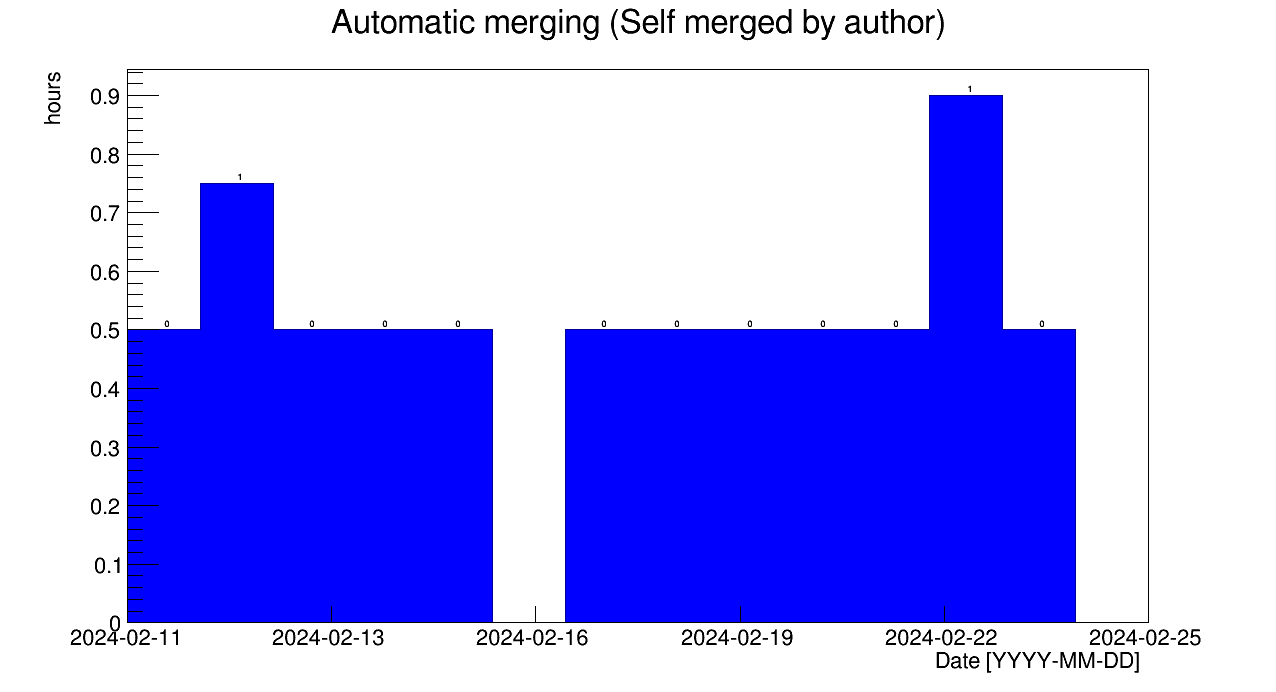 Automatic merging (Self merged by author)
hours
0.9
0.8
0.7
0.6
0.5
0.4
0.3
0.2
0.1
0
0 1 0 0 0 0 0 0 0 0 1 0
2024-02-11 2024-02-13 2024-02-16 2024-02-19 2024-02-22 2024-02-25
Date [YYYY-MM-DD]